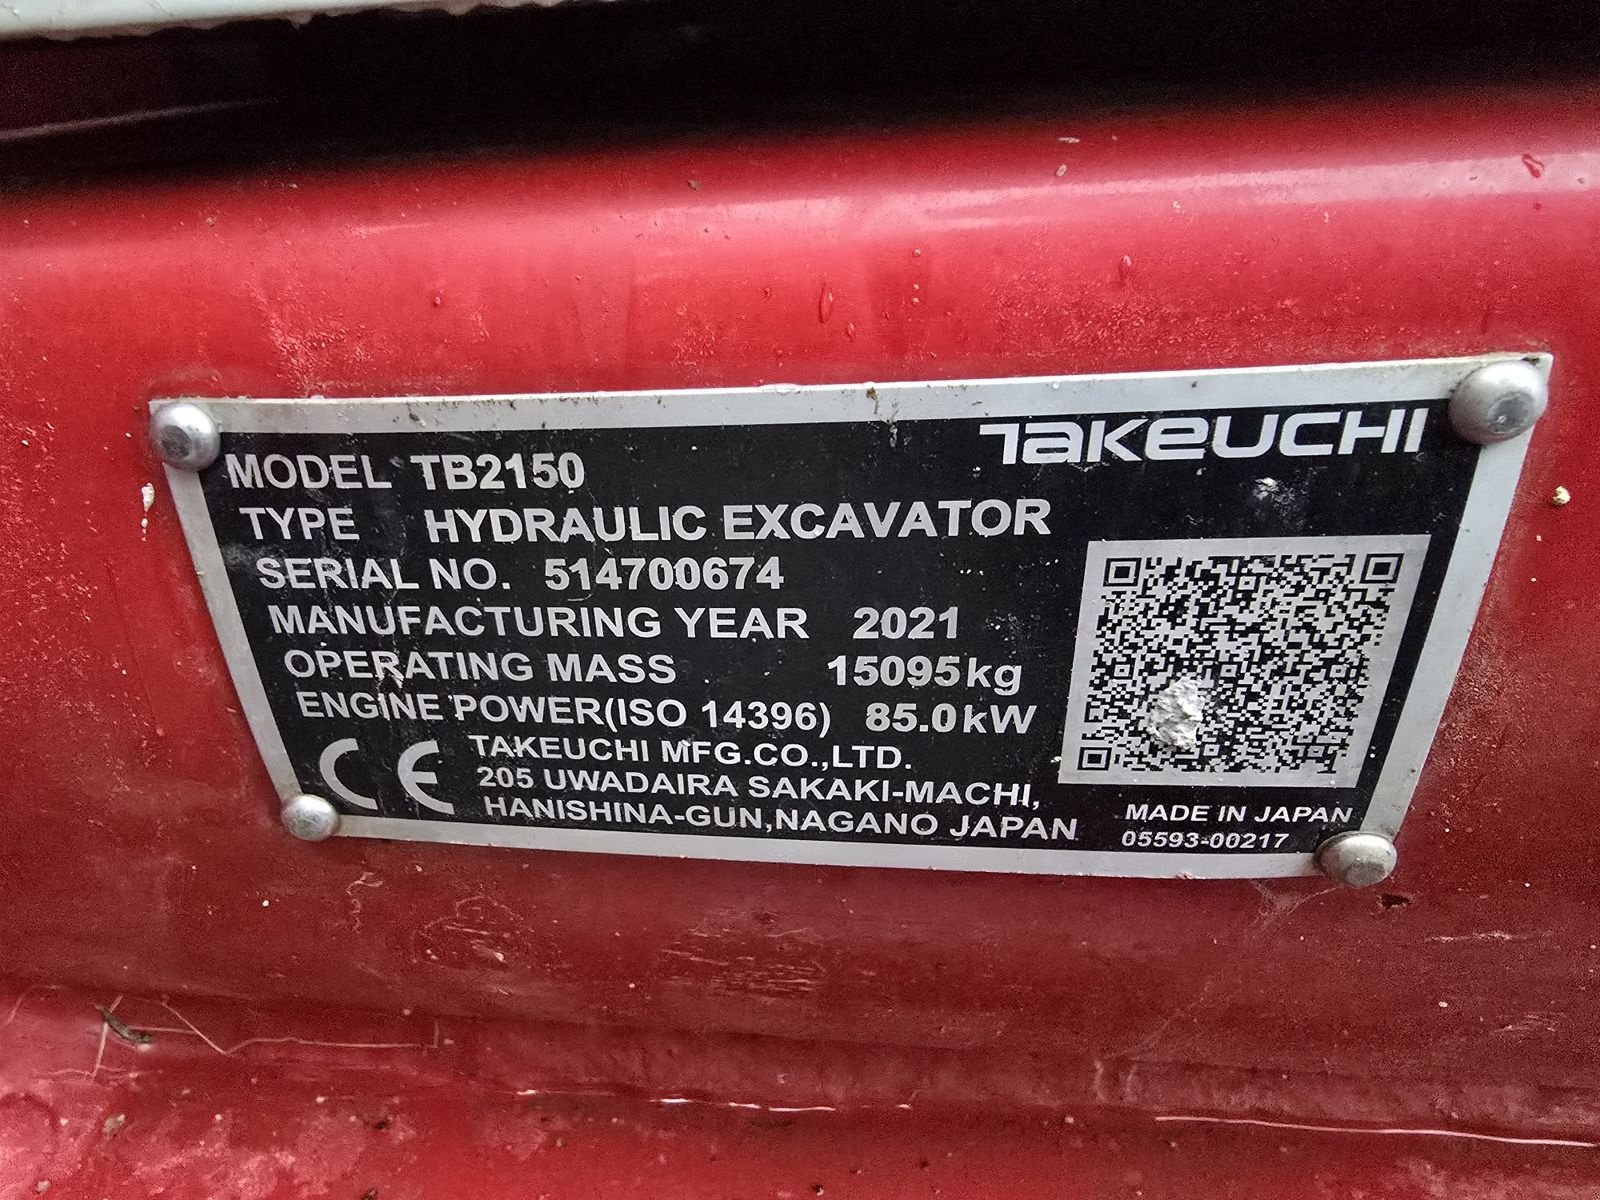 TAKEUCHI
MODEL TB2150
TYPE HYDRAULIC EXCAVATOR
SERIAL NO. 514700674
MANUFACTURING YEAR 2021
OPERATING MASS 15095kg
ENGINE POWER(ISO 14396) 85.0kW
CE
TAKEUCHI MFG.CO.,LTD.
205 UWADAIRA SAKAKI-MACHI,
HANISHINA-GUN,NAGANO JAPAN
MADE IN JAPAN
05593-00217